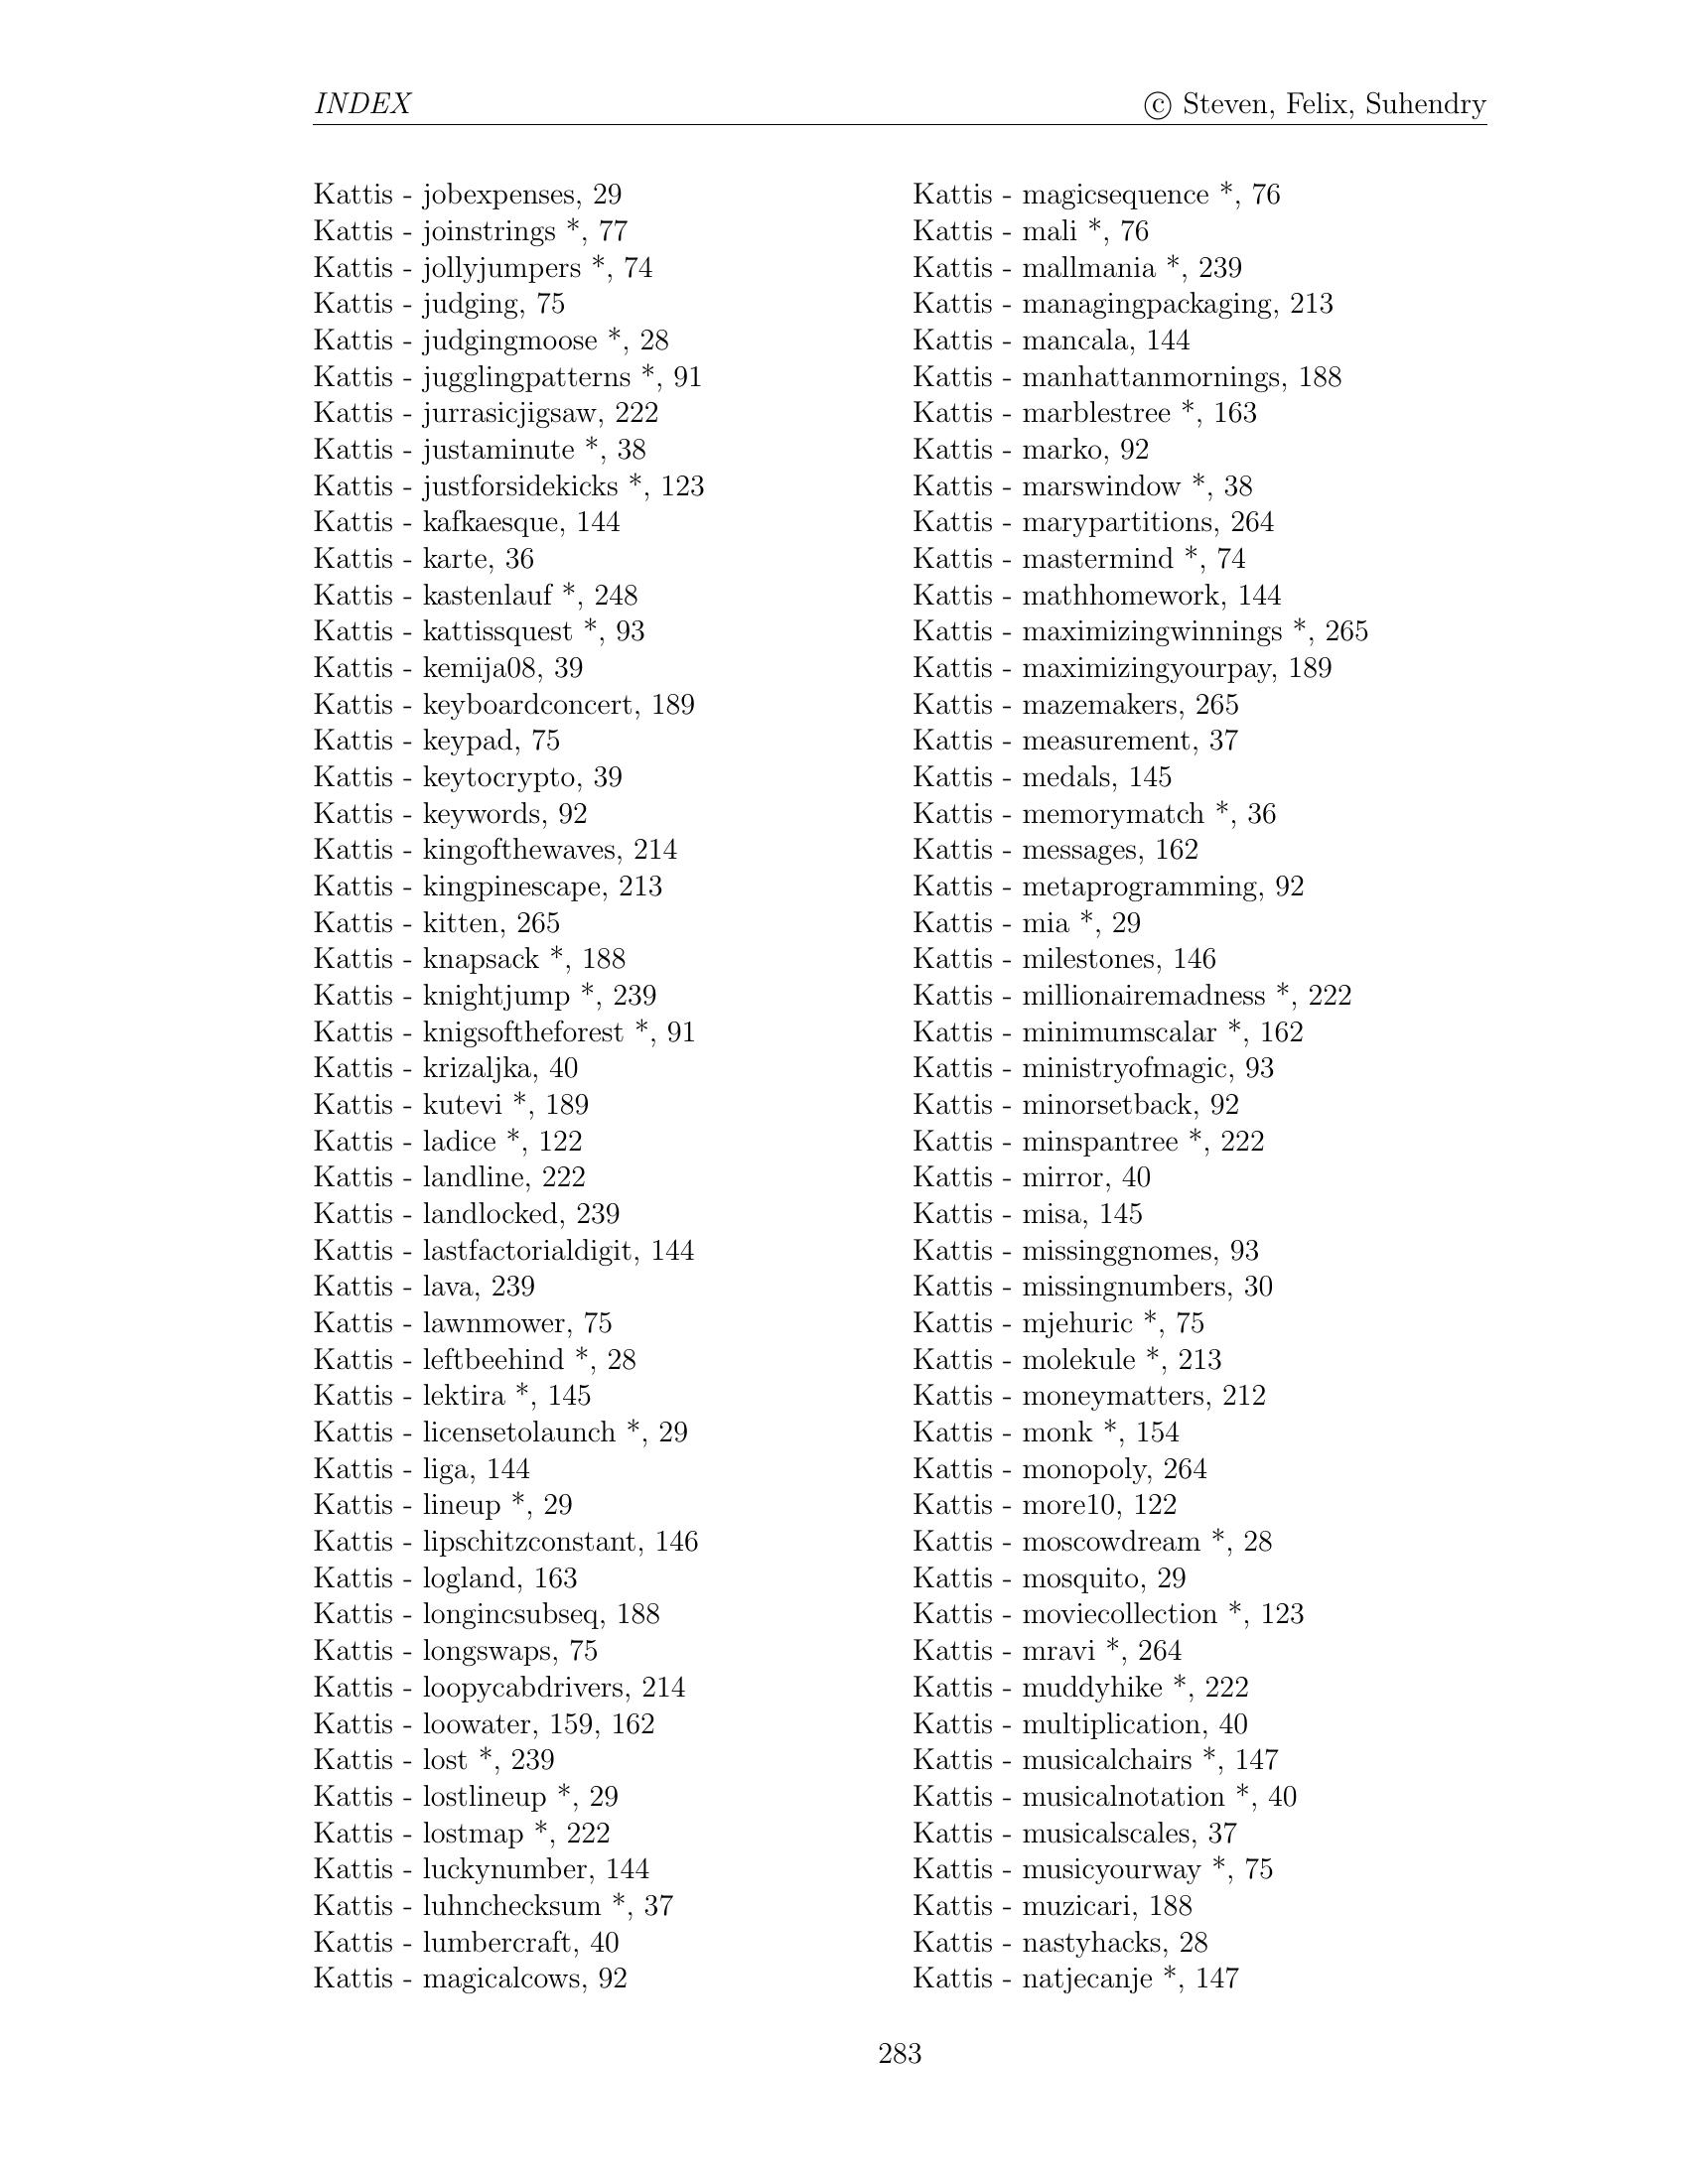 INDEX
© Steven, Felix, Suhendry
Kattis - jobexpenses, 29
Kattis - joinstrings *, 77
Kattis - jollyjumpers *, 74
Kattis - judging, 75
Kattis - judgingmoose *, 28
Kattis - jugglingpatterns *, 91
Kattis - jurrasicjigsaw, 222
Kattis - justaminute *, 38
Kattis - justforsidekicks *, 123
Kattis - kafkaesque, 144
Kattis - karte, 36
Kattis - kastenlauf *, 248
Kattis - kattissquest *, 93
Kattis - kemija08, 39
Kattis - keyboardconcert, 189
Kattis - keypad, 75
Kattis - keytocrypto, 39
Kattis - keywords, 92
Kattis - kingofthewaves, 214
Kattis - kingpinescape, 213
Kattis - kitten, 265
Kattis - knapsack *, 188
Kattis - knightjump *, 239
Kattis - knigsoftheforest *, 91
Kattis - krizaljka, 40
Kattis - kutevi *, 189
Kattis - ladice *, 122
Kattis - landline, 222
Kattis - landlocked, 239
Kattis - lastfactorialdigit, 144
Kattis - lava, 239
Kattis - lawnmower, 75
Kattis - leftbeehind *, 28
Kattis - lektira *, 145
Kattis - licensetolaunch *, 29
Kattis - liga, 144
Kattis - lineup *, 29
Kattis - lipschitzconstant, 146
Kattis - logland, 163
Kattis - longincsubseq, 188
Kattis - longswaps, 75
Kattis - loopycabdrivers, 214
Kattis - loowater, 159, 162
Kattis - lost *, 239
Kattis - lostlineup *, 29
Kattis - lostmap *, 222
Kattis - luckynumber, 144
Kattis - luhnchecksum *, 37
Kattis - lumbercraft, 40
Kattis - magicalcows, 92
Kattis - magicsequence *, 76
Kattis - mali *, 76
Kattis - mallmania *, 239
Kattis - managingpackaging, 213
Kattis - mancala, 144
Kattis - manhattanmornings, 188
Kattis - marblestree *, 163
Kattis - marko, 92
Kattis - marswindow *, 38
Kattis - marypartitions, 264
Kattis - mastermind *, 74
Kattis - mathhomework, 144
Kattis - maximizingwinnings *, 265
Kattis - maximizingyourpay, 189
Kattis - mazemakers, 265
Kattis - measurement, 37
Kattis - medals, 145
Kattis - memorymatch *, 36
Kattis - messages, 162
Kattis - metaprogramming, 92
Kattis - mia *, 29
Kattis - milestones, 146
Kattis - millionairemadness *, 222
Kattis - minimumscalar *, 162
Kattis - ministryofmagic, 93
Kattis - minorsetback, 92
Kattis - minspantree *, 222
Kattis - mirror, 40
Kattis - misa, 145
Kattis - missinggnomes, 93
Kattis - missingnumbers, 30
Kattis - mjehuric *, 75
Kattis - molekule *, 213
Kattis - moneymatters, 212
Kattis - monk *, 154
Kattis - monopoly, 264
Kattis - more10, 122
Kattis - moscowdream *, 28
Kattis - mosquito, 29
Kattis - moviecollection *, 123
Kattis - mravi *, 264
Kattis - muddyhike *, 222
Kattis - multiplication, 40
Kattis - musicalchairs *, 147
Kattis - musicalnotation *, 40
Kattis - musicalscales, 37
Kattis - musicyourway *, 75
Kattis - muzicari, 188
Kattis - nastyhacks, 28
Kattis - natjecanje *, 147
283